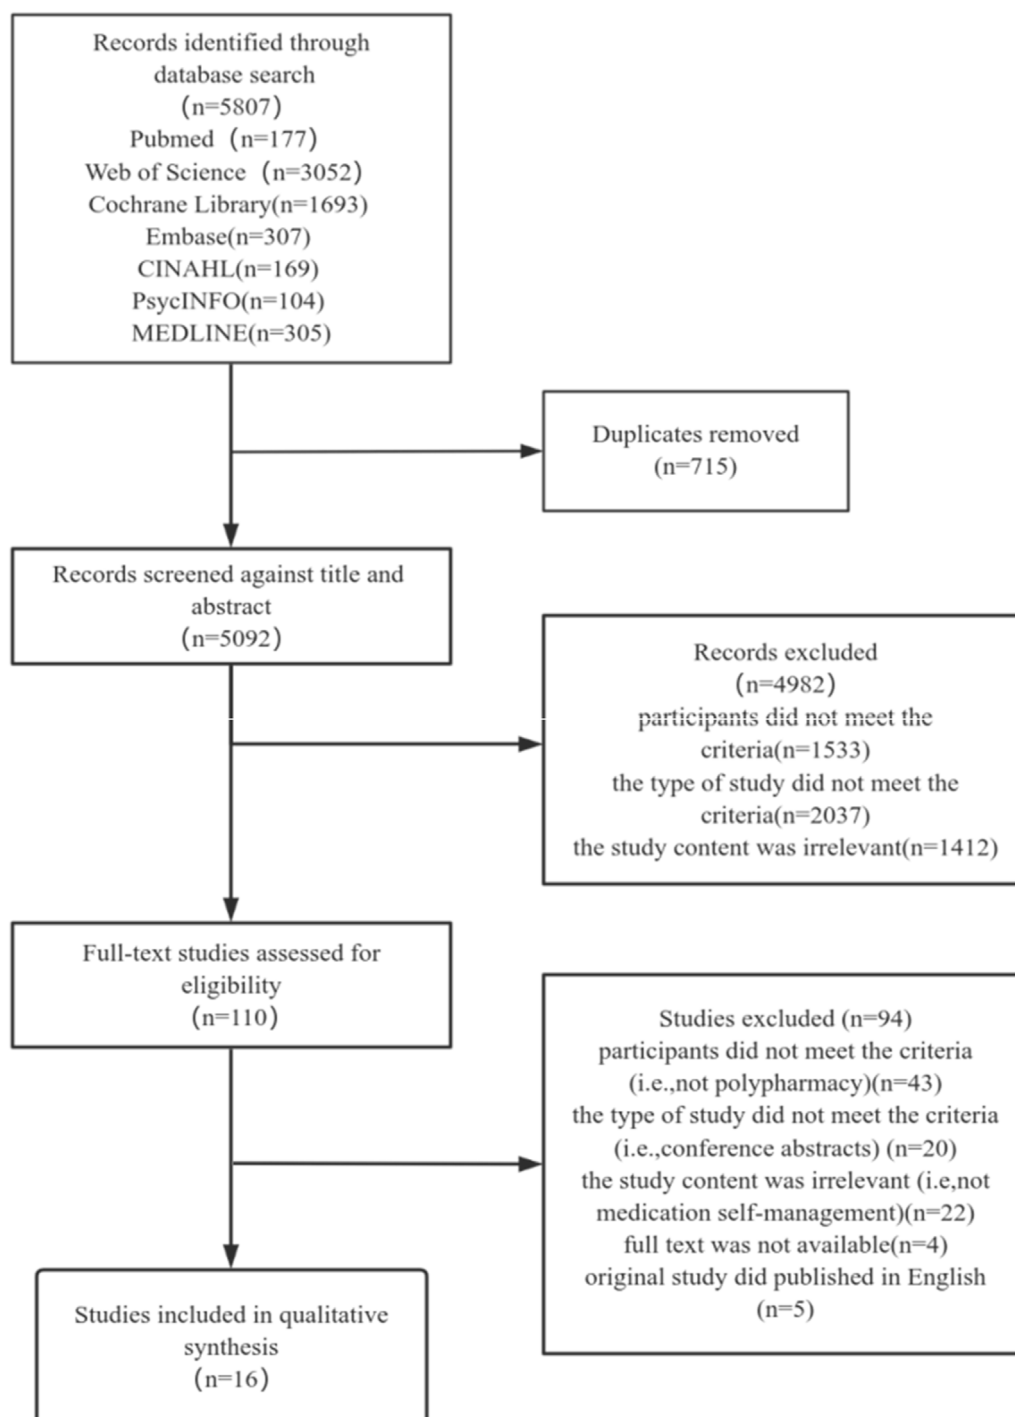 Records identified through
database search
(n=5807)
Pubmed (n=177)
Web of Science (n=3052)
Cochrane Library(n=1693)
Embase(n=307)
CINAHL(n=169)
PsycINFO(n=104)
MEDLINE(n=305)
Duplicates removed
(n=715)
Records screened against title and
abstract
(n=5092)
Records excluded
(n=4982)
participants did not meet the
criteria(n=1533)
the type of study did not meet the
criteria(n=2037)
the study content was irrelevant(n=1412)
Full-text studies assessed for
eligibility
(n=110)
Studies excluded (n=94)
participants did not meet the criteria
(i.e.,not polypharmacy)(n=43)
the type of study did not meet the criteria
(i.e.,conference abstracts) (n=20)
the study content was irrelevant (i.e,not
medication self-management)(n=22)
full text was not available(n=4)
original study did published in English
(n=5)
Studies included in qualitative
synthesis
(n=16)